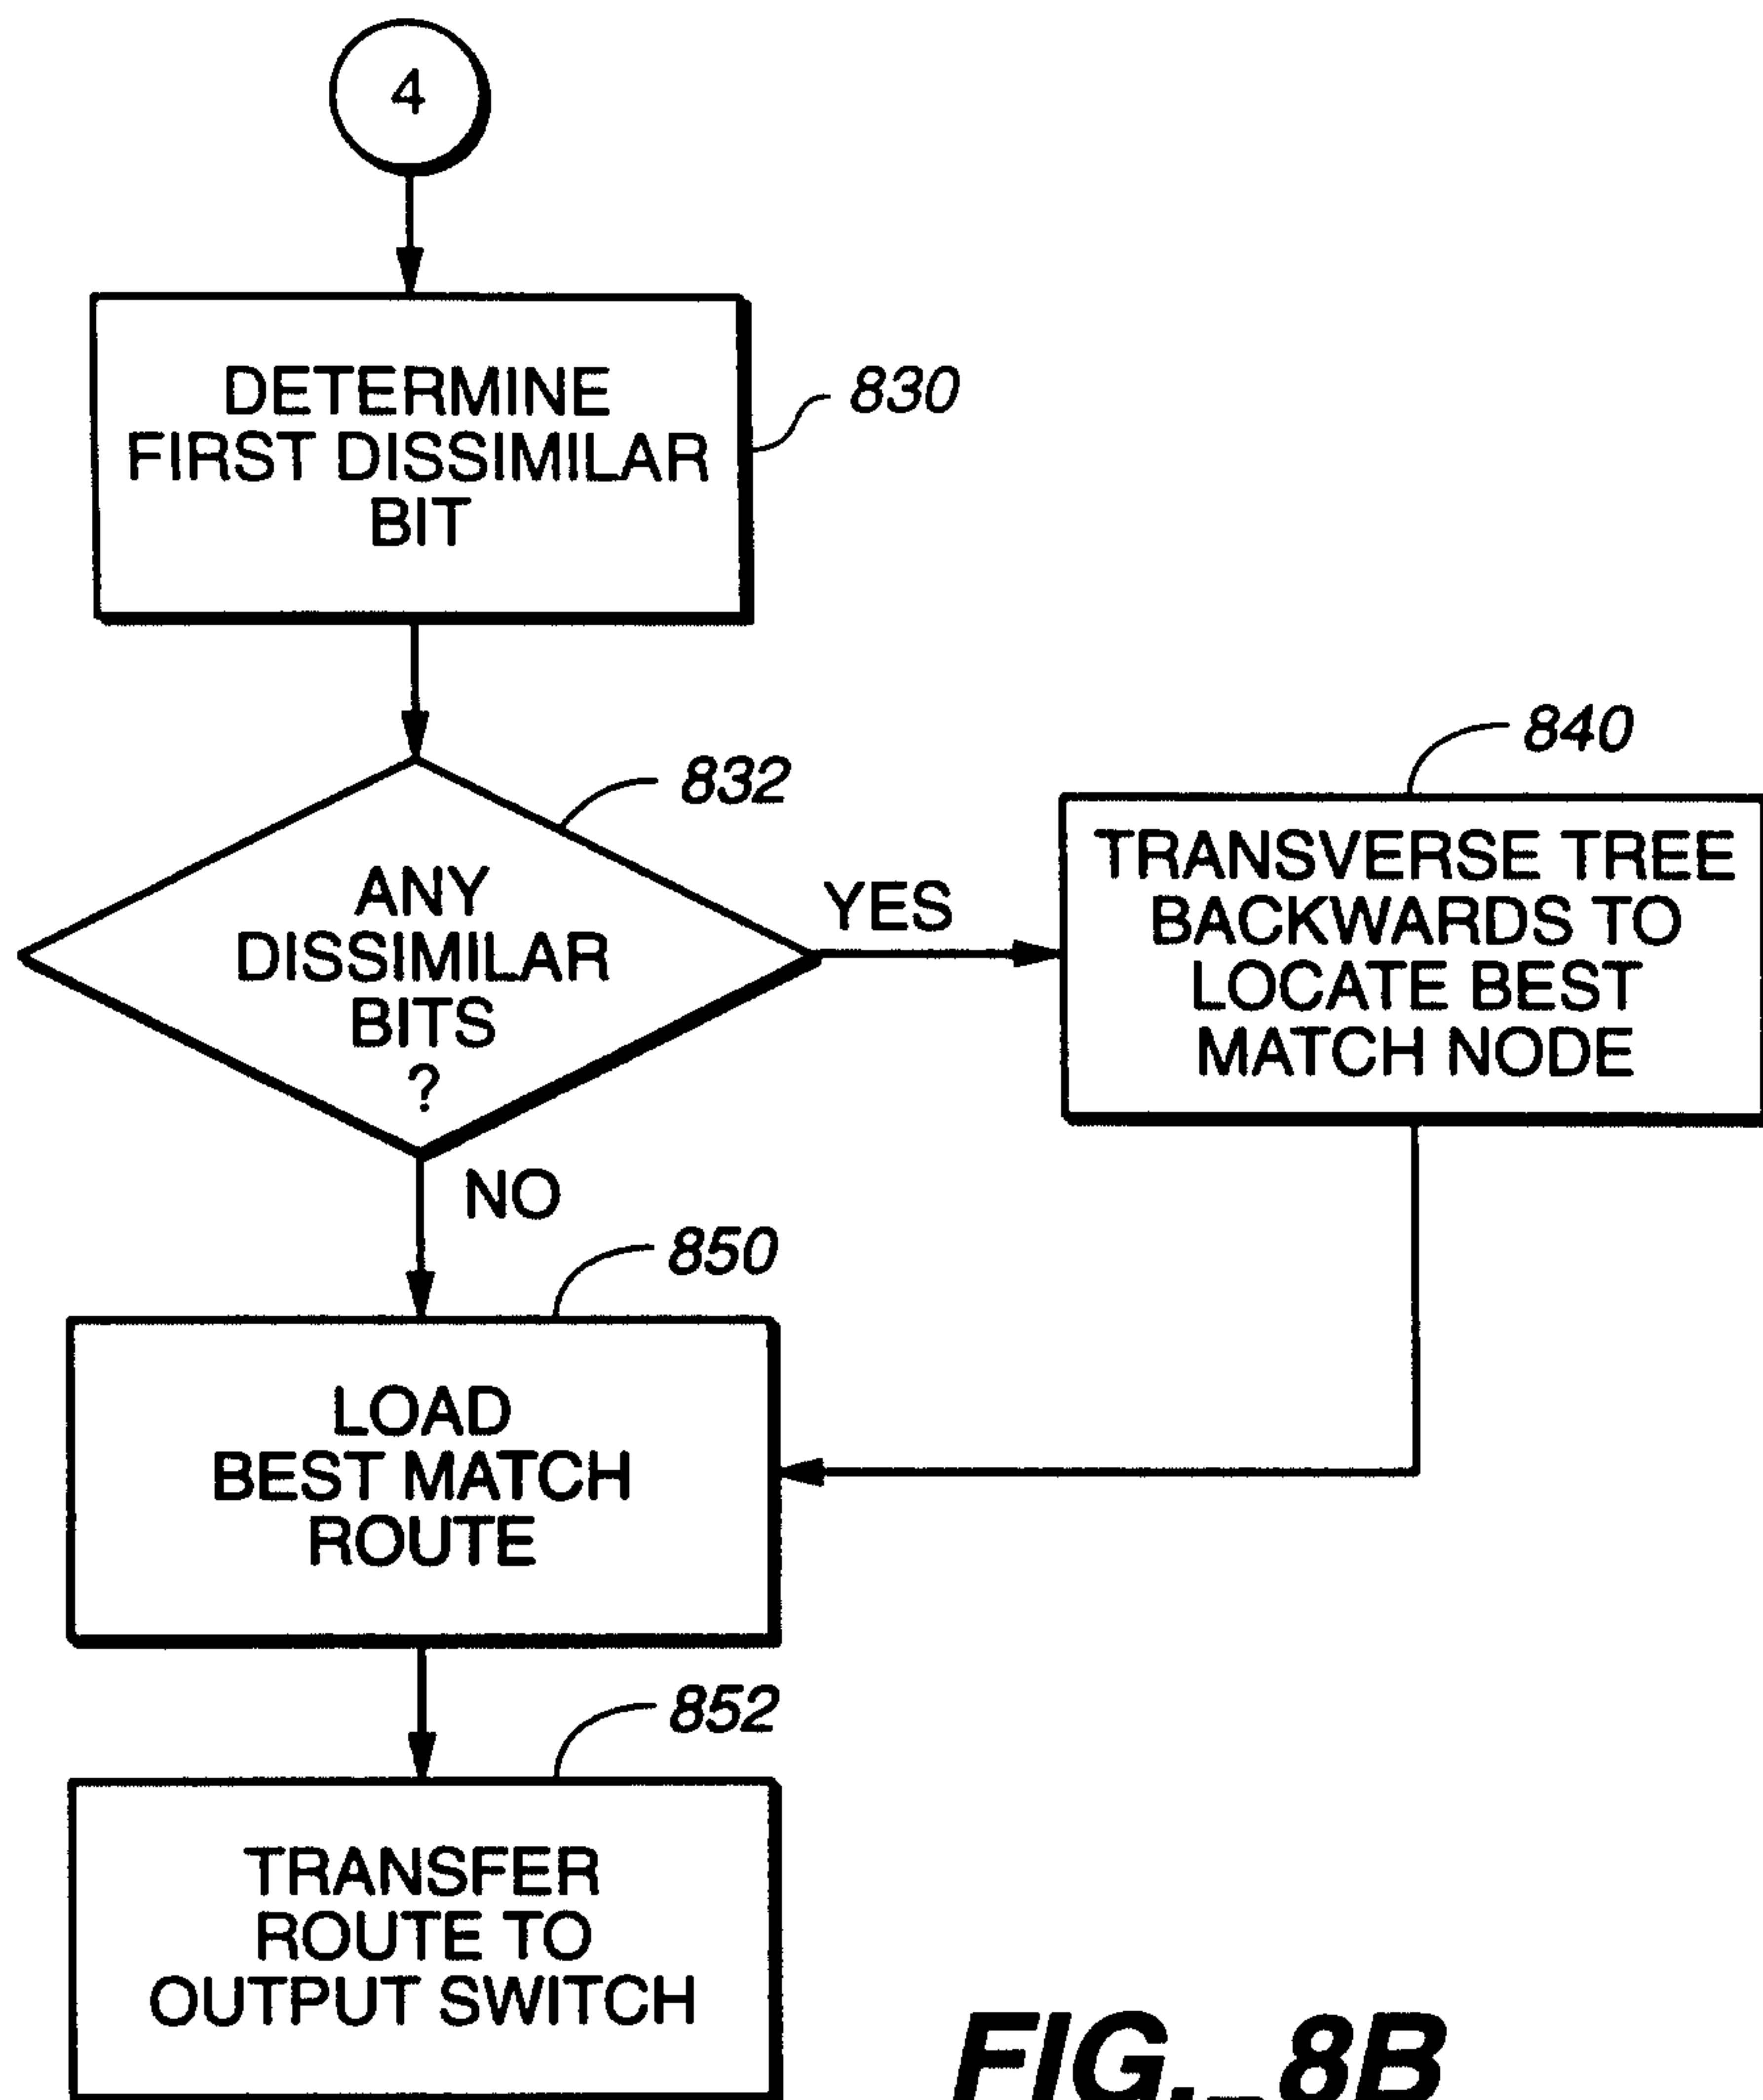 4
DETERMINE
FIRST DISSIMILAR
BIT
830
832
ANY
DISSIMILAR
BITS
?
YES
840
TRANSVERSE TREE
BACKWARDS TO
LOCATE BEST
MATCH NODE
NO
850
LOAD
BEST MATCH
ROUTE
852
TRANSFER
ROUTE TO
OUTPUT SWITCH
FIG._8B